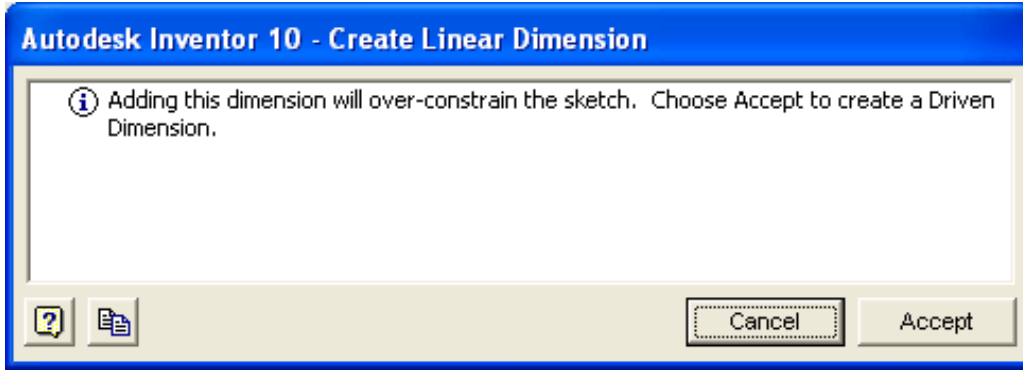 Autodesk Inventor 10 - Create Linear Dimension
Adding this dimension will over-constrain the sketch.  Choose Accept to create a Driven
Dimension.
Cancel Accept